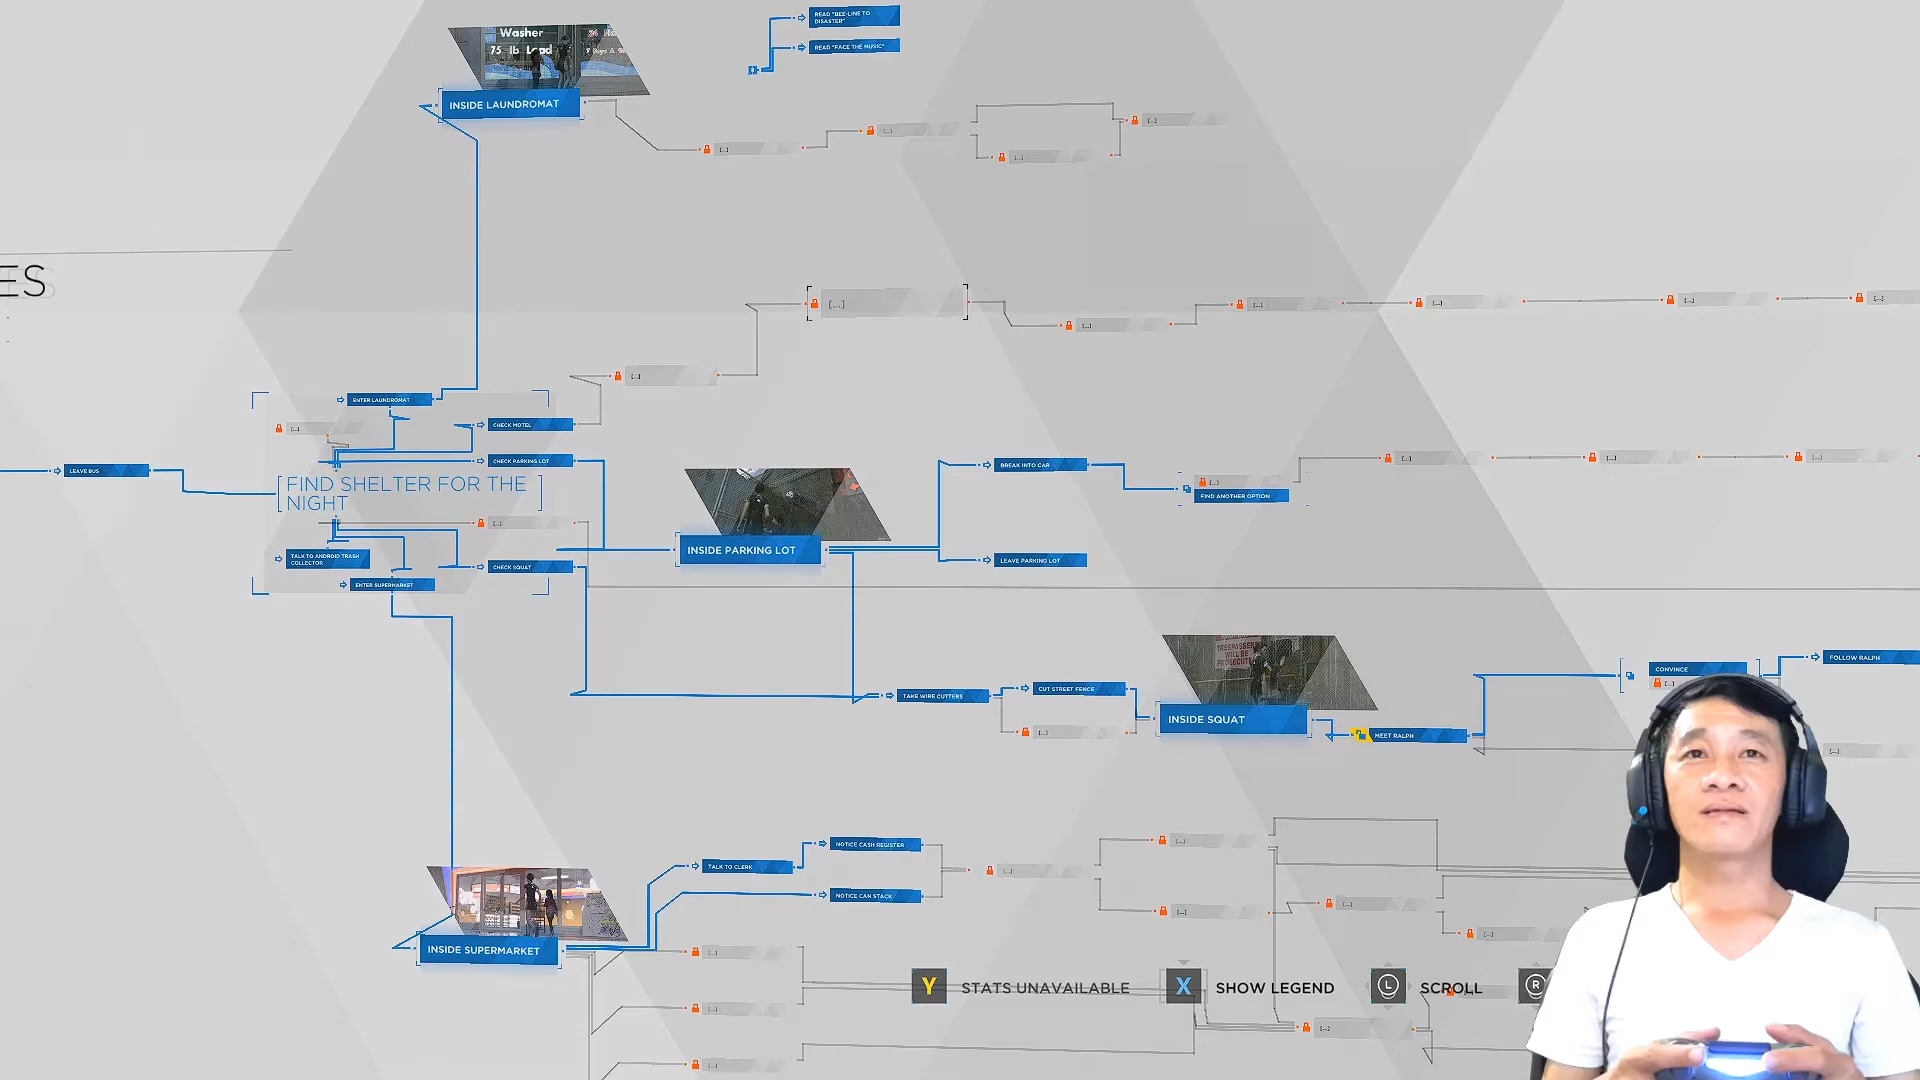 READ "BEE-LINE TO
DISASTER"
READ "FACE THE MUSIC"
Washer
75 lb Load
INSIDE LAUNDROMAT
[...]
[...]
[...]
[...]
ES
[...]
[...]
[...]
[...]
[...]
[...]
[...]
ENTER LAUNDROMAT
CHECK MOTEL
[...]
CHECK PARKING LOT
LEAVE BUS
FIND SHELTER FOR THE
NIGHT
[...]
TALK TO ANDROID TRASH
COLLECTOR
CHECK SQUAT
ENTER SUPERMARKET
INSIDE PARKING LOT
BREAK INTO CAR
[...]
FIND ANOTHER OPTION
[...]
[...]
[...]
LEAVE PARKING LOT
TRESPASSERS
WILL BE
PROSECUTED
TAKE WIRE CUTTERS
CUT STREET FENCE
[...]
INSIDE SQUAT
MEET RALPH
CONVINCE
[...]
FOLLOW RALPH
[...]
TALK TO CLERK
NOTICE CASH REGISTER
NOTICE CAN STACK
[...]
[...]
[...]
[...]
[...]
INSIDE SUPERMARKET
[...]
[...]
[...]
[...]
Y STATS UNAVAILABLE
X SHOW LEGEND
L SCROLL
R